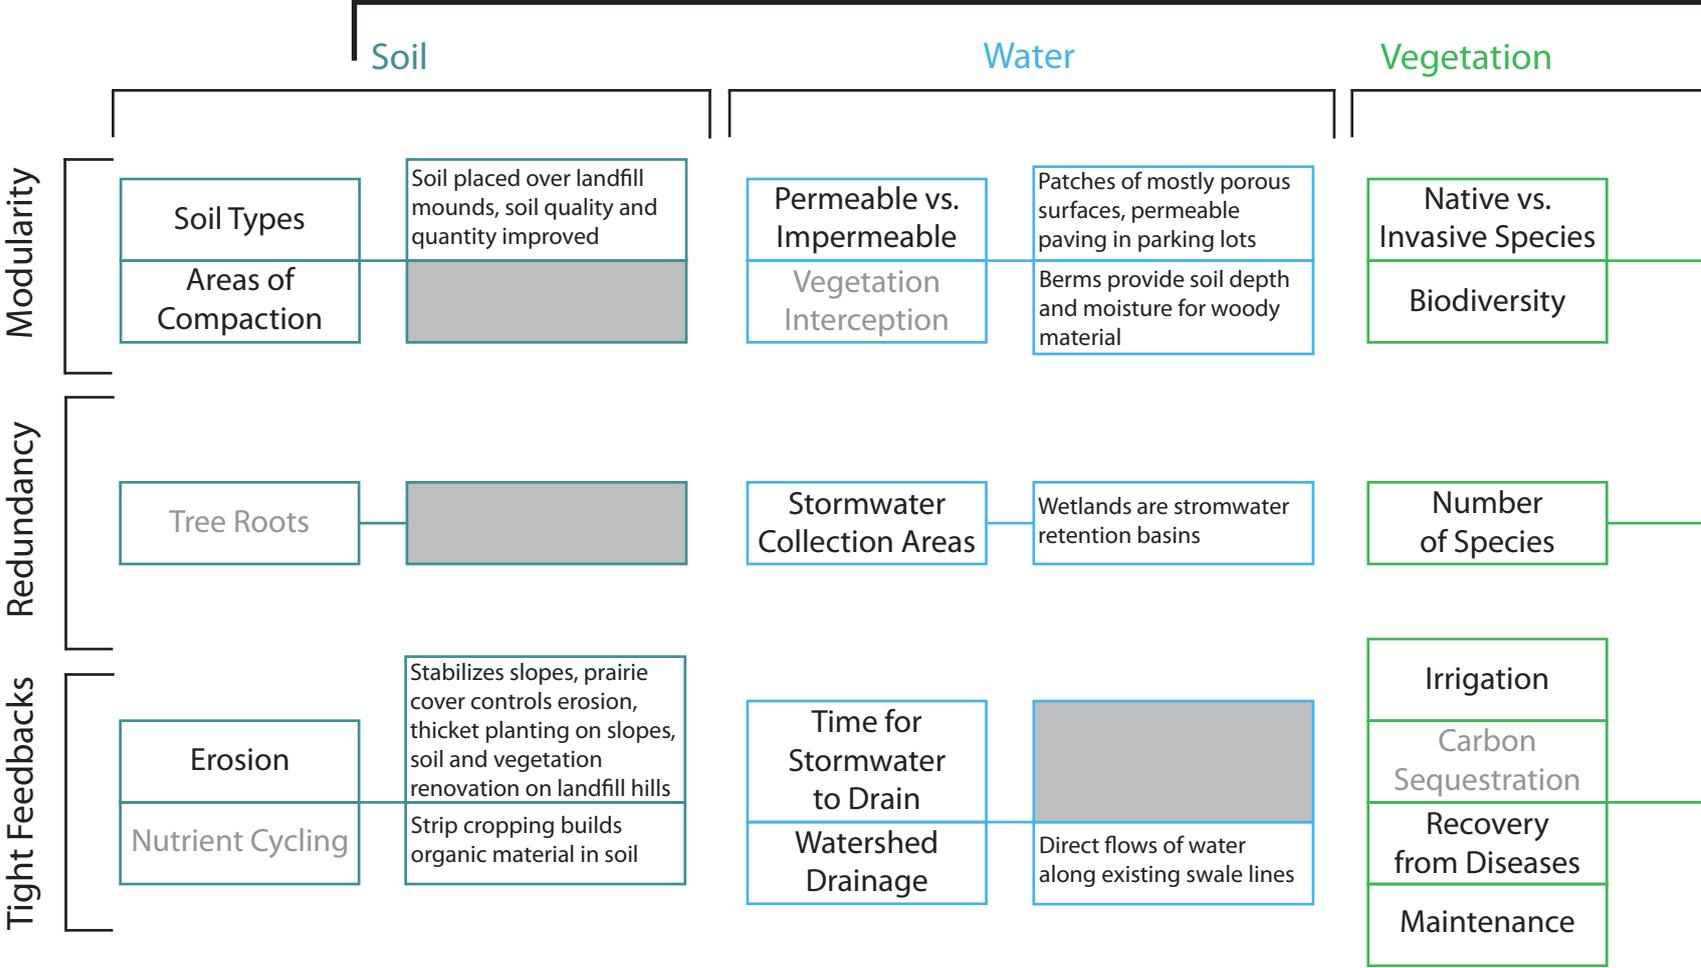 Soil
Water
Vegetation
Modularity
Soil Types
Areas of
Compaction
Soil placed over landfill
mounds, soil quality and
quantity improved
Permeable vs.
Impermeable
Vegetation
Interception
Patches of mostly porous
surfaces, permeable
paving in parking lots
Berms provide soil depth
and moisture for woody
material
Native vs.
Invasive Species
Biodiversity
Redundancy
Tree Roots
Stormwater
Collection Areas
Wetlands are stromwater
retention basins
Number
of Species
Tight Feedbacks
Erosion
Nutrient Cycling
Stabilizes slopes, prairie
cover controls erosion,
thicket planting on slopes,
soil and vegetation
renovation on landfill hills
Strip cropping builds
organic material in soil
Time for
Stormwater
to Drain
Watershed
Drainage
Direct flows of water
along existing swale lines
Irrigation
Carbon
Sequestration
Recovery
from Diseases
Maintenance